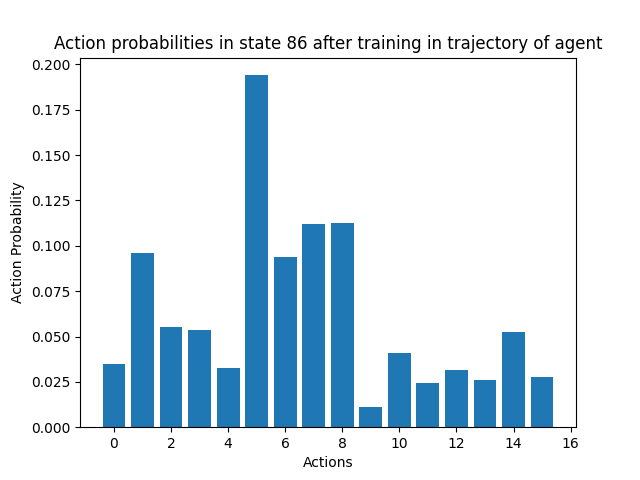 Action probabilities in state 86 after training in trajectory of agent
0.200
0.175
0.150
0.125
0.100
0.075
0.050
0.025
0.000
Action Probability
0 2 4 6 8 10 12 14 16
Actions